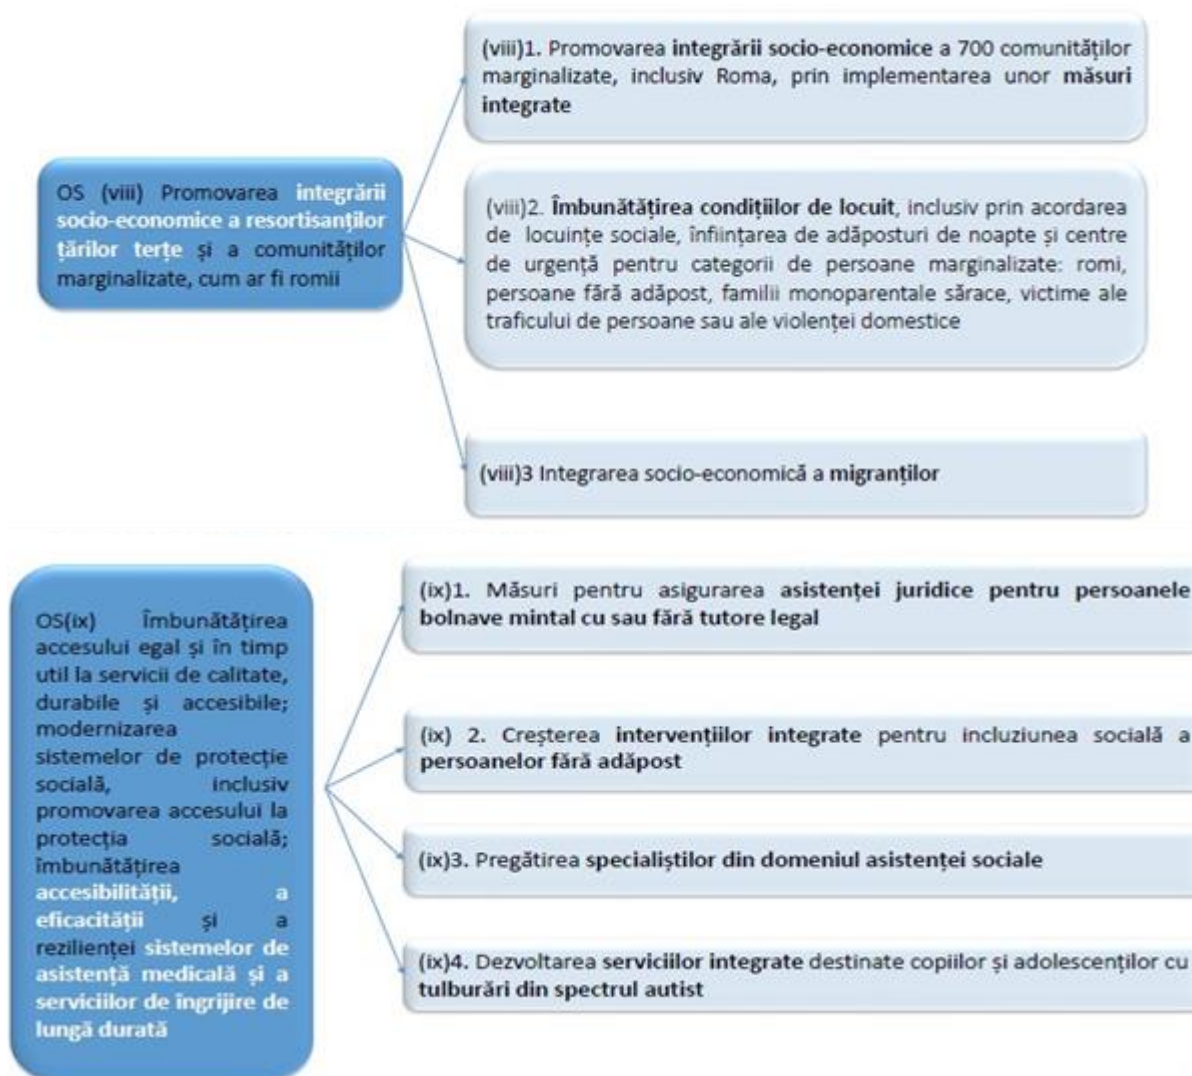 OS (viii) Promovarea integrării
socio-economice a resortisanților
țărilor terțe și a comunităților
marginalizate, cum ar fi romii
(viii)1. Promovarea integrării socio-economice a 700 comunităților
marginalizate, inclusiv Roma, prin implementarea unor măsuri
integrate
(viii)2. Îmbunătățirea condițiilor de locuit, inclusiv prin acordarea
de locuințe sociale, înființarea de adăposturi de noapte și centre
de urgență pentru categorii de persoane marginalizate: romi,
persoane fără adăpost, familii monoparentale sărace, victime ale
traficului de persoane sau ale violenței domestice
(viii)3 Integrarea socio-economică a migranților
OS(ix) Îmbunătățirea
accesului egal și în timp
util la servicii de calitate,
durabile și accesibile;
modernizarea
sistemelor de protecție
socială, inclusiv
promovarea accesului la
protecția socială;
îmbunătățirea
accesibilității, a
eficacității și a
rezilienței sistemelor de
asistență medicală și a
serviciilor de îngrijire de
lungă durată
(ix)1. Măsuri pentru asigurarea asistenței juridice pentru persoanele
bolnave mintal cu sau fără tutore legal
(ix) 2. Creșterea intervențiilor integrate pentru incluziunea socială a
persoanelor fără adăpost
(ix)3. Pregătirea specialiștilor din domeniul asistenței sociale
(ix)4. Dezvoltarea serviciilor integrate destinate copiilor și adolescenților cu
tulburări din spectrul autist